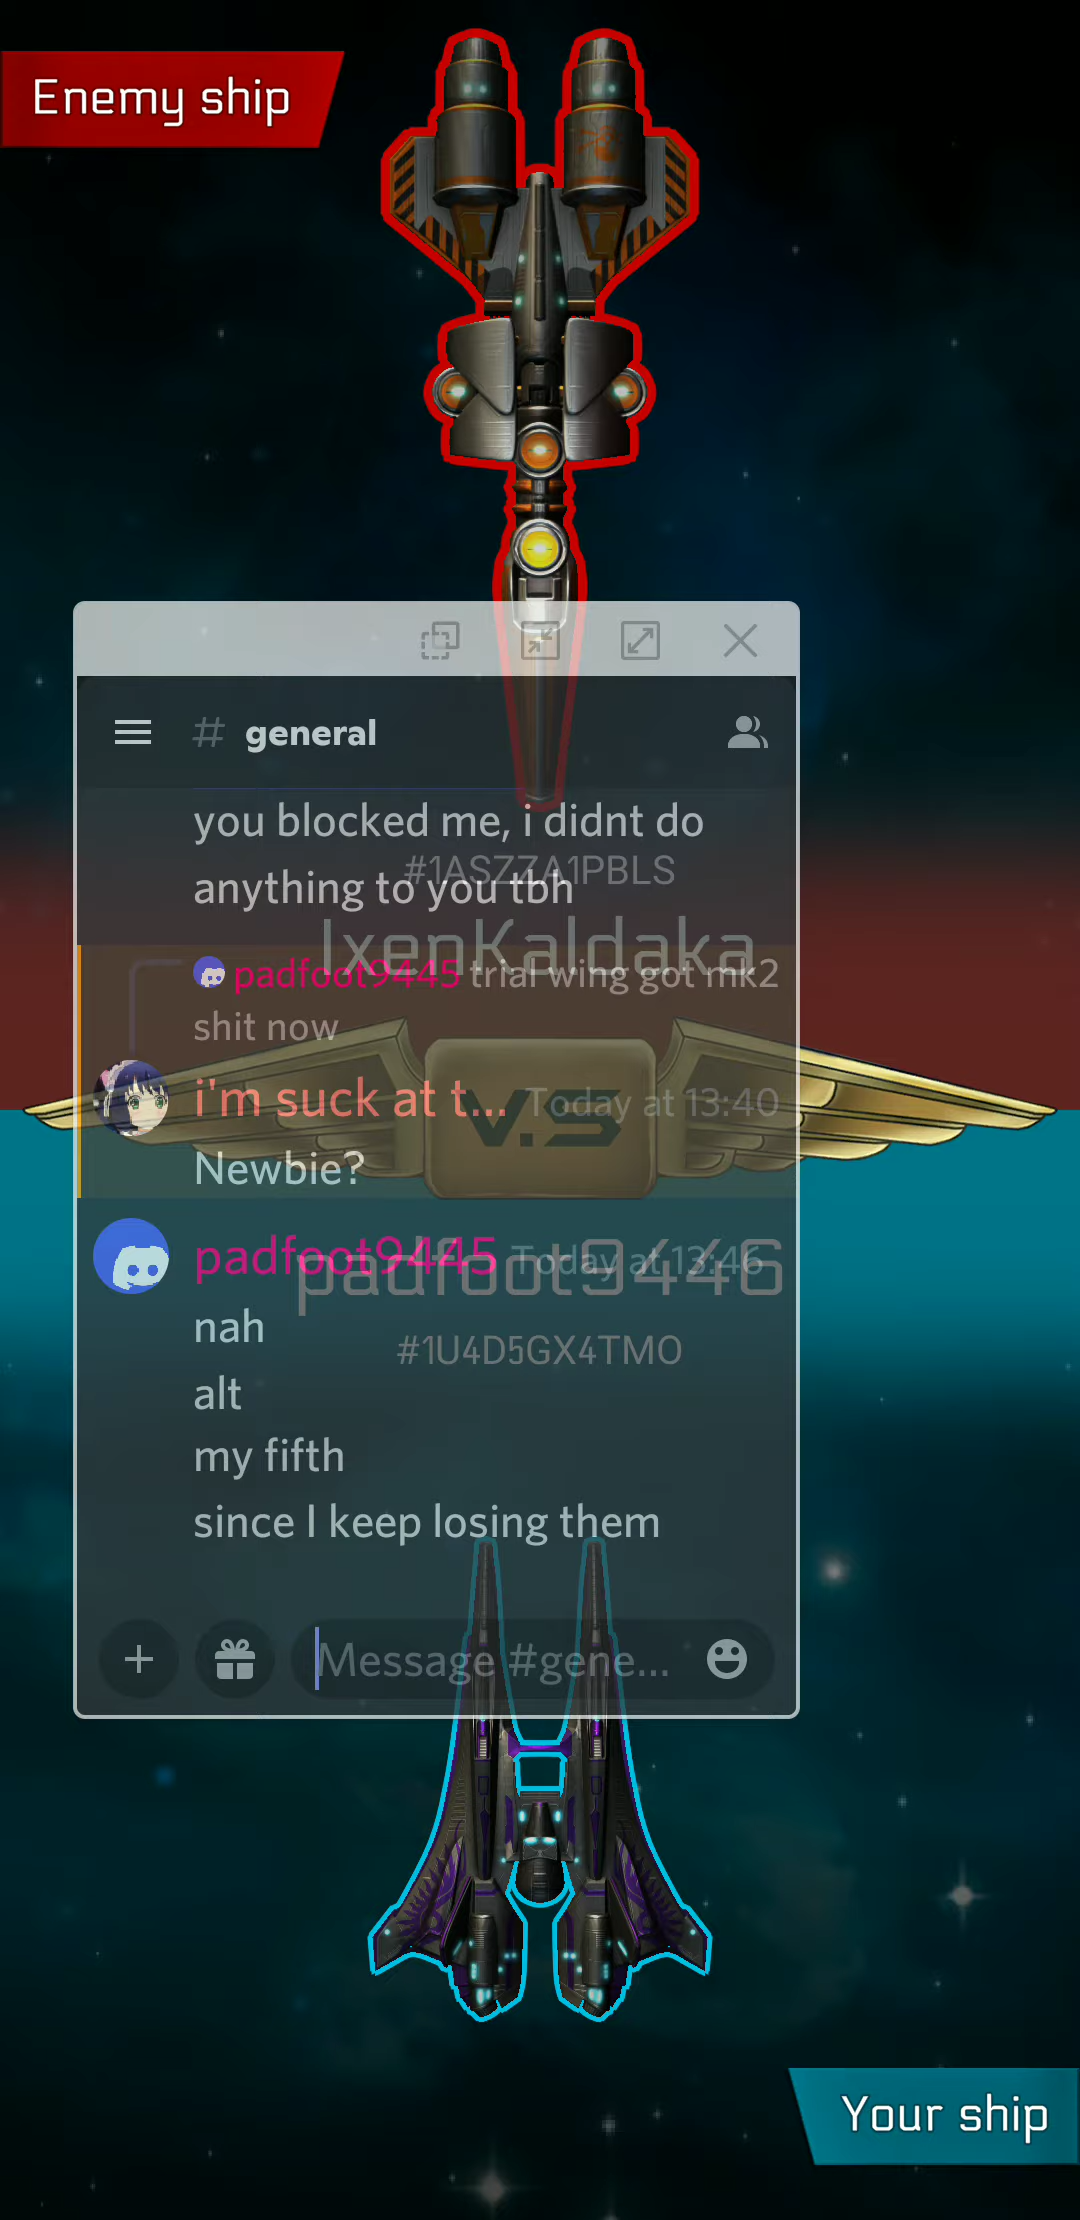 Enemy ship
# general
you blocked me, i didnt do
anything to you tbh
#1ASZZA1PBLS
IxenKaldaka
padfoot9445 trial wing got mk2
shit now
i'm suck at t... Today at 13:40
V.S
Newbie?
padfoot9445 Today at 13:46
padfoot9446
nah
#1U4D5GX4TMO
alt
my fifth
since I keep losing them
Message #gene...
Your ship